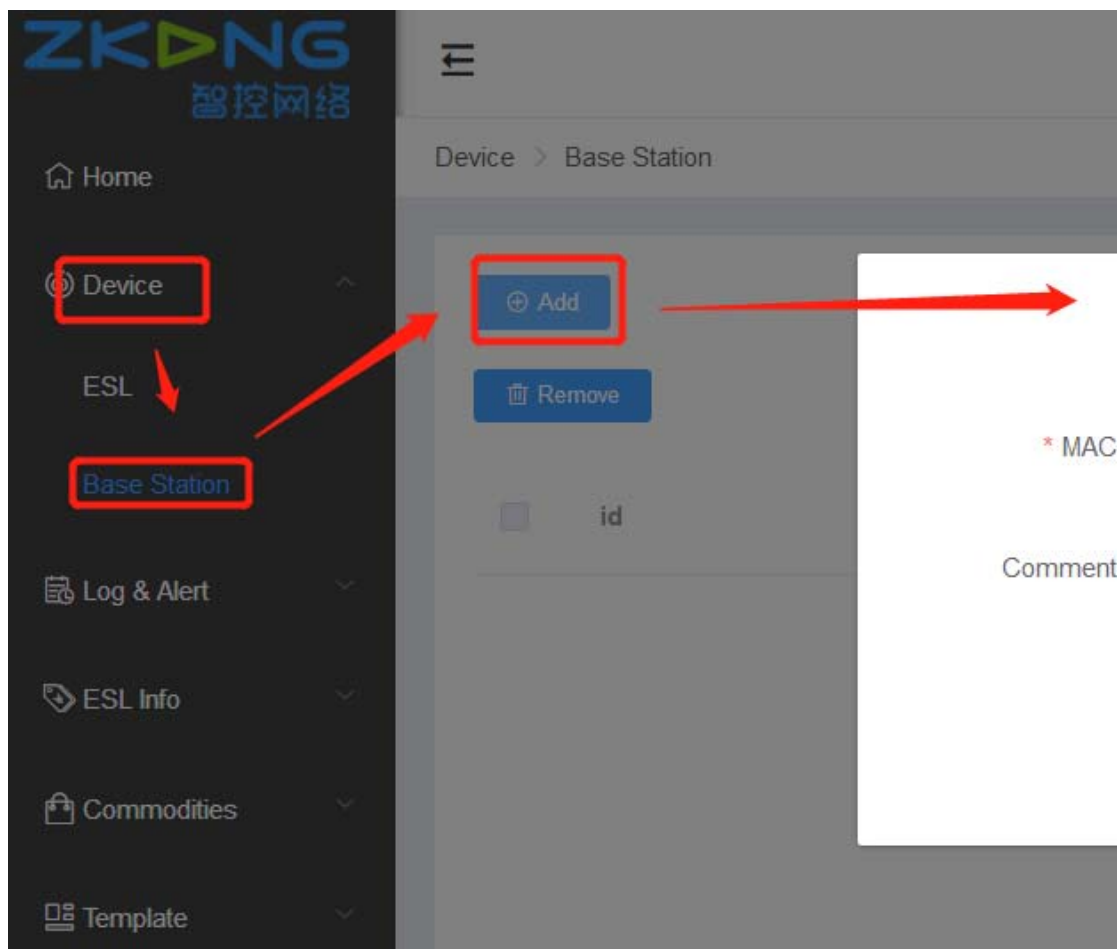 ZKONG
智控网络
Home
Device
ESL
Base Station
Log & Alert
ESL Info
Commodities
Template
Device > Base Station
Add
Remove
id
* MAC
Comment